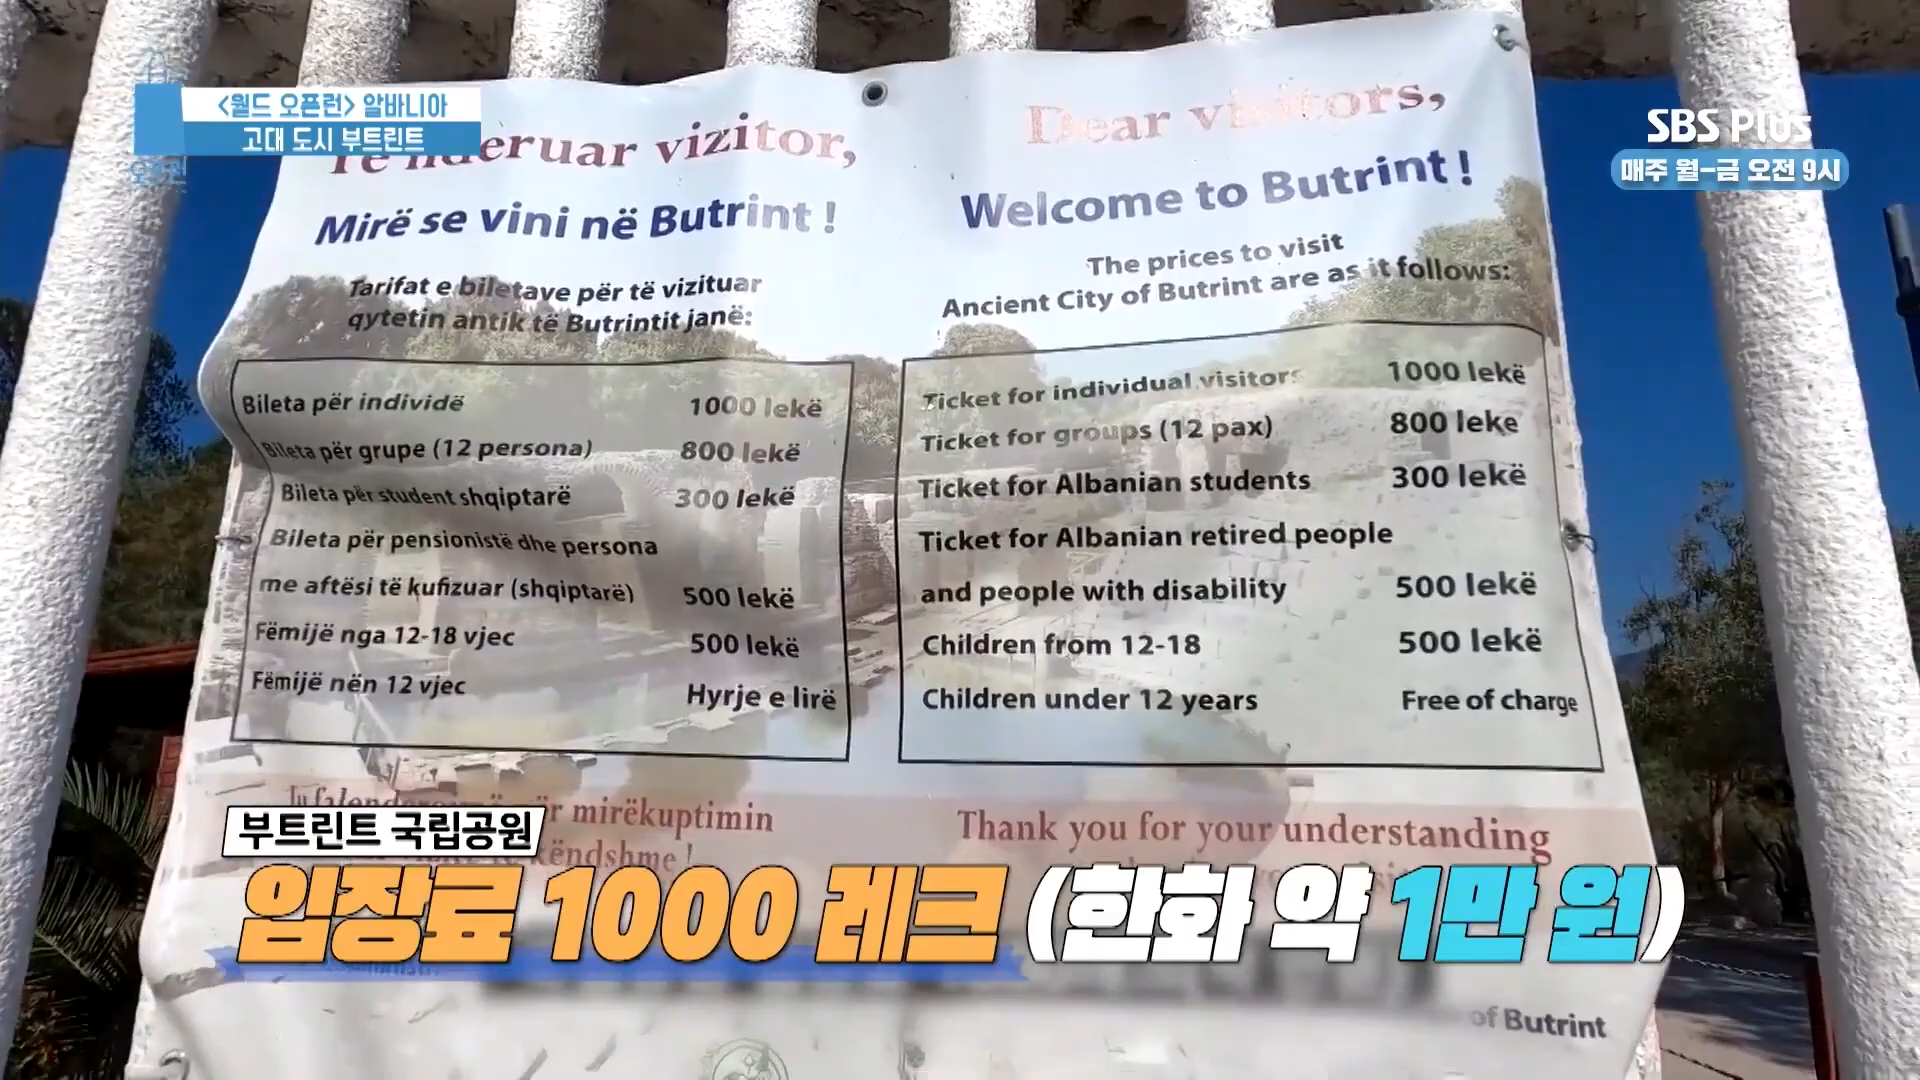 <월드 오픈런> 알바니아
고대 도시 부트린트
오픈런
SBS Plus
매주 월-금 오전 9시
vizitor,
Mirë se vini në Butrint !
Tarifat e biletave për të vizituar
qytetin antik të Butrintit janë:
Bileta për individë 1000 lekë
Bileta për grupe (12 persona) 800 lekë
Bileta për student shqiptarë 300 lekë
Bileta për pensionistë dhe persona
me aftësi të kufizuar (shqiptarë) 500 lekë
Fëmijë nga 12-18 vjec 500 lekë
Fëmijë nën 12 vjec Hyrje e lirë
mirëkuptimin
Dear visitors,
Welcome to Butrint !
The prices to visit
Ancient City of Butrint are as it follows:
Ticket for individual visitors 1000 lekë
Ticket for groups (12 pax) 800 leke
Ticket for Albanian students 300 lekë
Ticket for Albanian retired people
and people with disability 500 lekë
Children from 12-18 500 lekë
Children under 12 years Free of charge
Thank you for your understanding
of Butrint
부트린트 국립공원
입장료 1000 레크 (한화 약 1만 원)